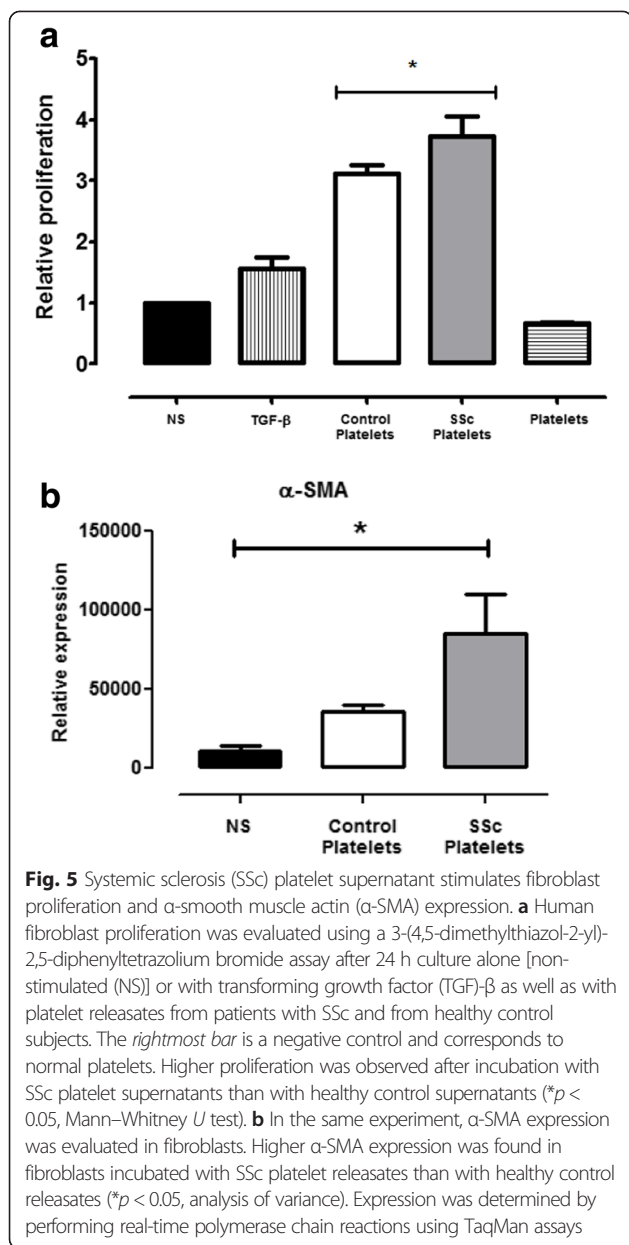 a
5
*
4
3
2
1
0
Relative proliferation
NS
TGF-β
Control
Platelets
SSc
Platelets
Platelets
b
α-SMA
150000
*
100000
50000
0
Relative expression
NS
Control
Platelets
SSc
Platelets
Fig. 5 Systemic sclerosis (SSc) platelet supernatant stimulates fibroblast
proliferation and α-smooth muscle actin (α-SMA) expression. a Human
fibroblast proliferation was evaluated using a 3-(4,5-dimethylthiazol-2-yl)-
2,5-diphenyltetrazolium bromide assay after 24 h culture alone [non-
stimulated (NS)] or with transforming growth factor (TGF)-β as well as with
platelet releasates from patients with SSc and from healthy control
subjects. The rightmost bar is a negative control and corresponds to
normal platelets. Higher proliferation was observed after incubation with
SSc platelet supernatants than with healthy control supernatants (*p <
0.05, Mann–Whitney U test). b In the same experiment, α-SMA expression
was evaluated in fibroblasts. Higher α-SMA expression was found in
fibroblasts incubated with SSc platelet releasates than with healthy control
releasates (*p < 0.05, analysis of variance). Expression was determined by
performing real-time polymerase chain reactions using TaqMan assays